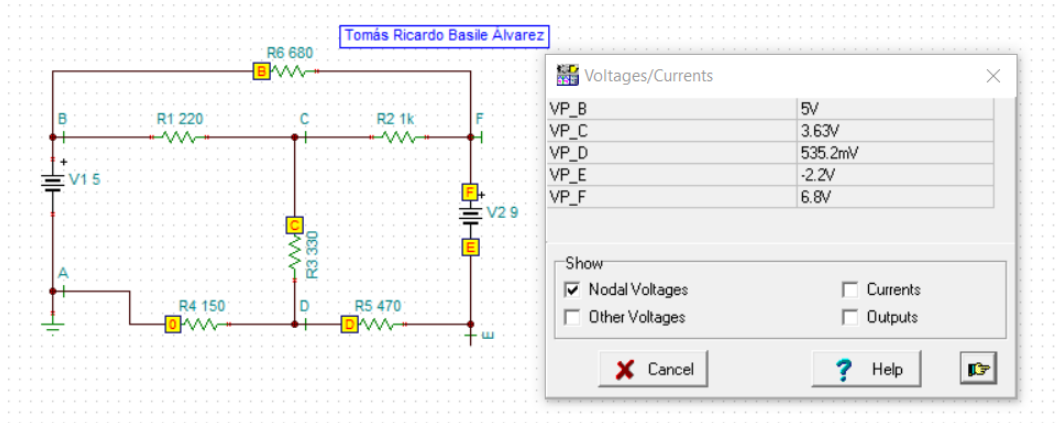 Tomás Ricardo Basile Álvarez
R6 680
B
B
R1 220
C
R2 1k
F
+
V1 5
F
+
V2 9
C
R3 330
E
A
R4 150
D
R5 470
0
D
E
Voltages/Currents
VP_B 5V
VP_C 3.63V
VP_D 535.2mV
VP_E -2.2V
VP_F 6.8V
Show
Nodal Voltages
Currents
Other Voltages
Outputs
Cancel
Help